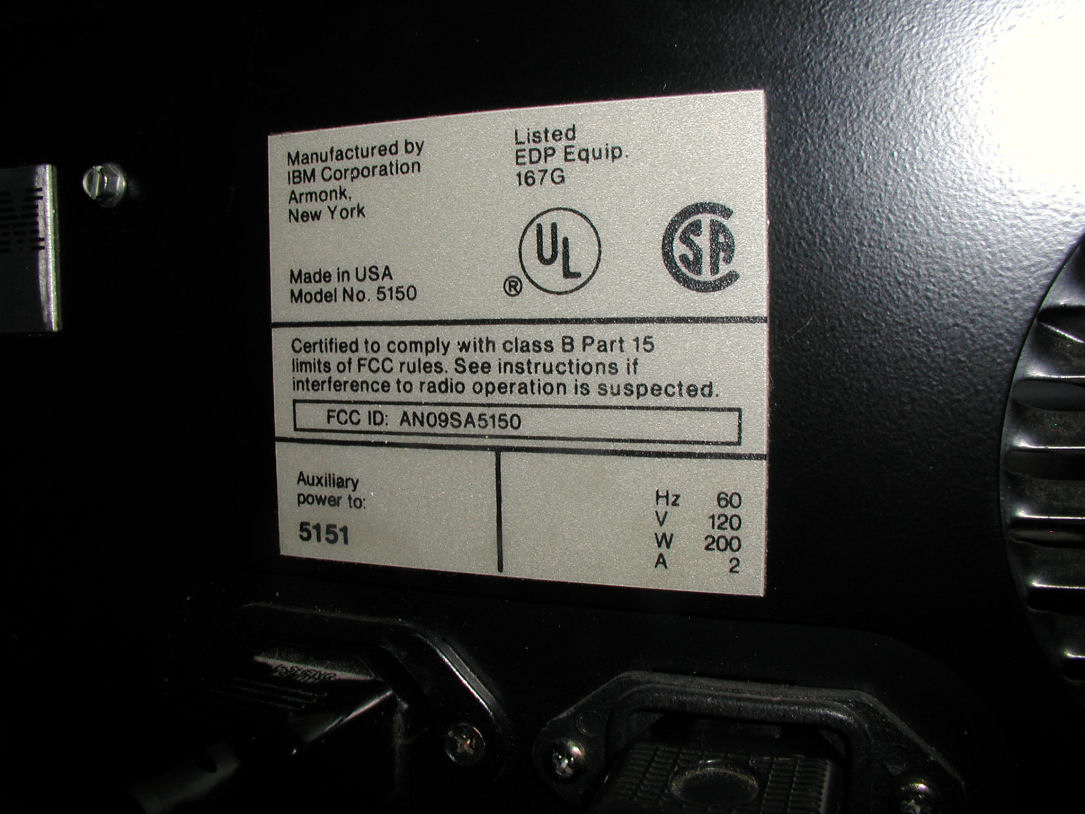 Manufactured by
IBM Corporation
Armonk,
New York
Made in USA
Model No. 5150
Listed
EDP Equip.
167G
UL
®
CSA
Certified to comply with class B Part 15
limits of FCC rules. See instructions if
interference to radio operation is suspected.
FCC ID: AN09SA5150
Auxiliary
power to:
5151
Hz 60
V 120
W 200
A 2